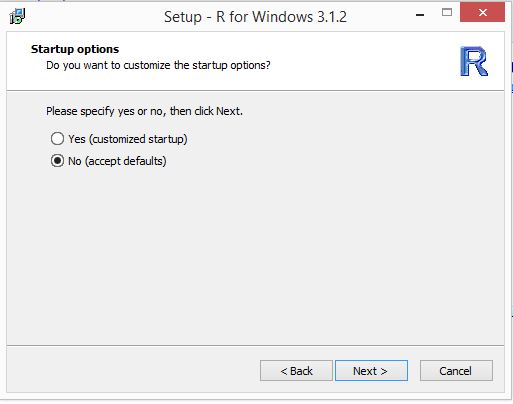 Setup - R for Windows 3.1.2
Startup options
Do you want to customize the startup options?
R
Please specify yes or no, then click Next.
Yes (customized startup)
No (accept defaults)
< Back
Next >
Cancel